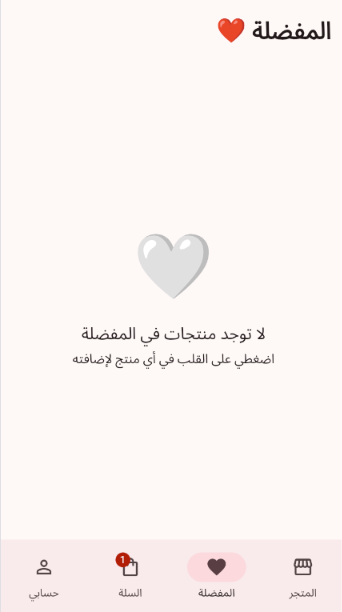 المفضلة ❤️
لا توجد منتجات في المفضلة
اضغطي على القلب في أي منتج لإضافته
المتجر
المفضلة
1
السلة
حسابي